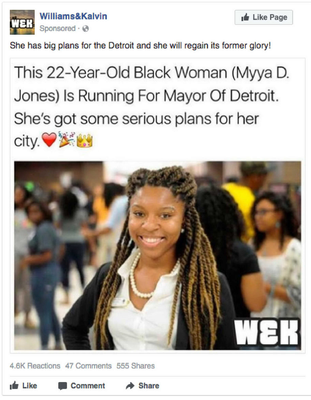 W&K
Williams&Kalvin
Sponsored ·
Like Page
She has big plans for the Detroit and she will regain its former glory!
This 22-Year-Old Black Woman (Myya D.
Jones) Is Running For Mayor Of Detroit.
She's got some serious plans for her
city.❤️🎉👑
W&K
4.6K Reactions 47 Comments 555 Shares
Like Comment Share